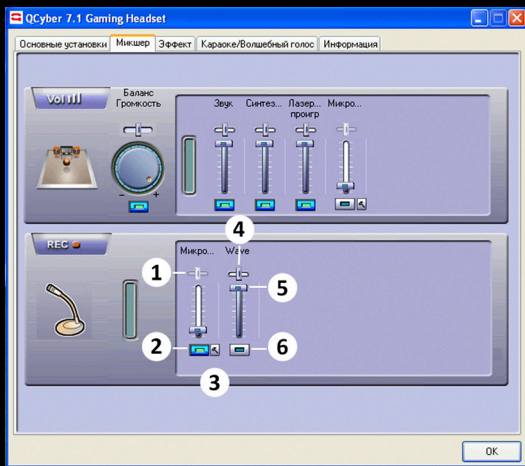 QCyber 7.1 Gaming Headset
Основные установки Микшер Эффект Караоке/Волшебный голос Информация
Vol
Баланс
Громкость
- +
Звук Синтез... Лазер... Микро...
проигр
REC
Микро... Wave
4
1
5
2
6
3
OK